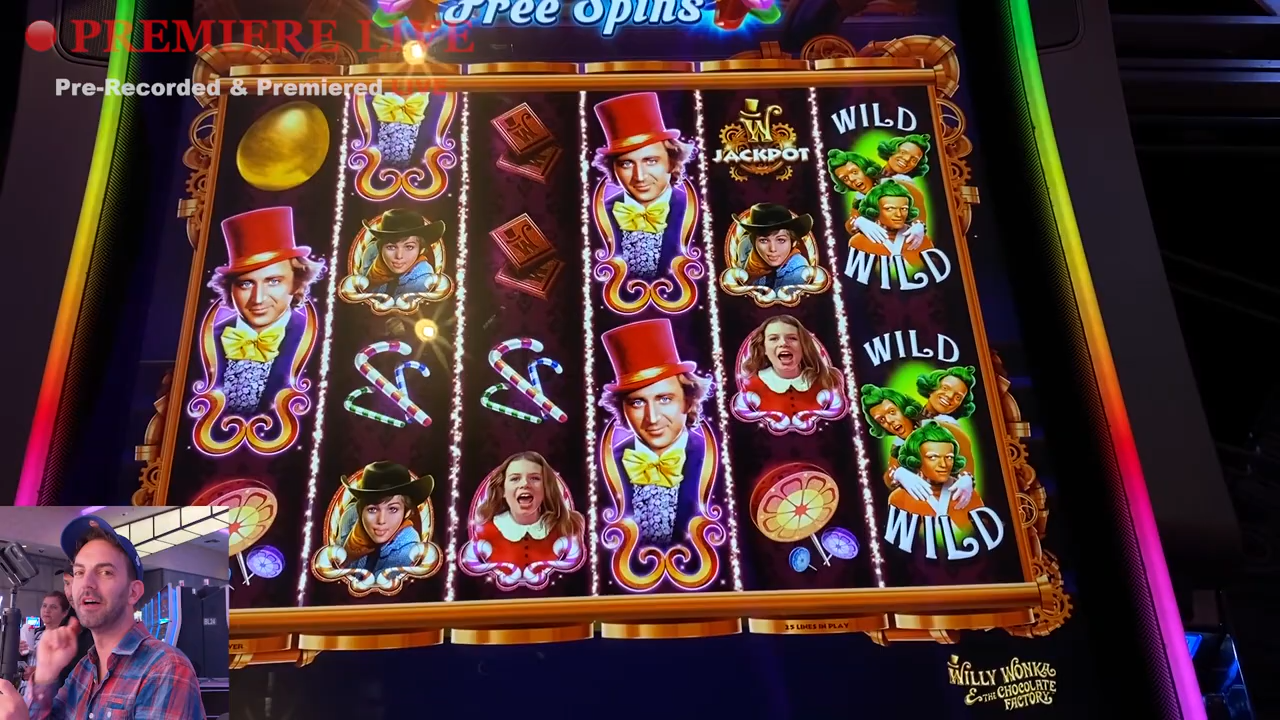 Free Spins
PREMIERE LIVE
Pre-Recorded & Premiered
W
JACKPOT
WILD
WILD
WILD
WILD
25 LINES IN PLAY
WILLY WONKA
& THE CHOCOLATE
FACTORY